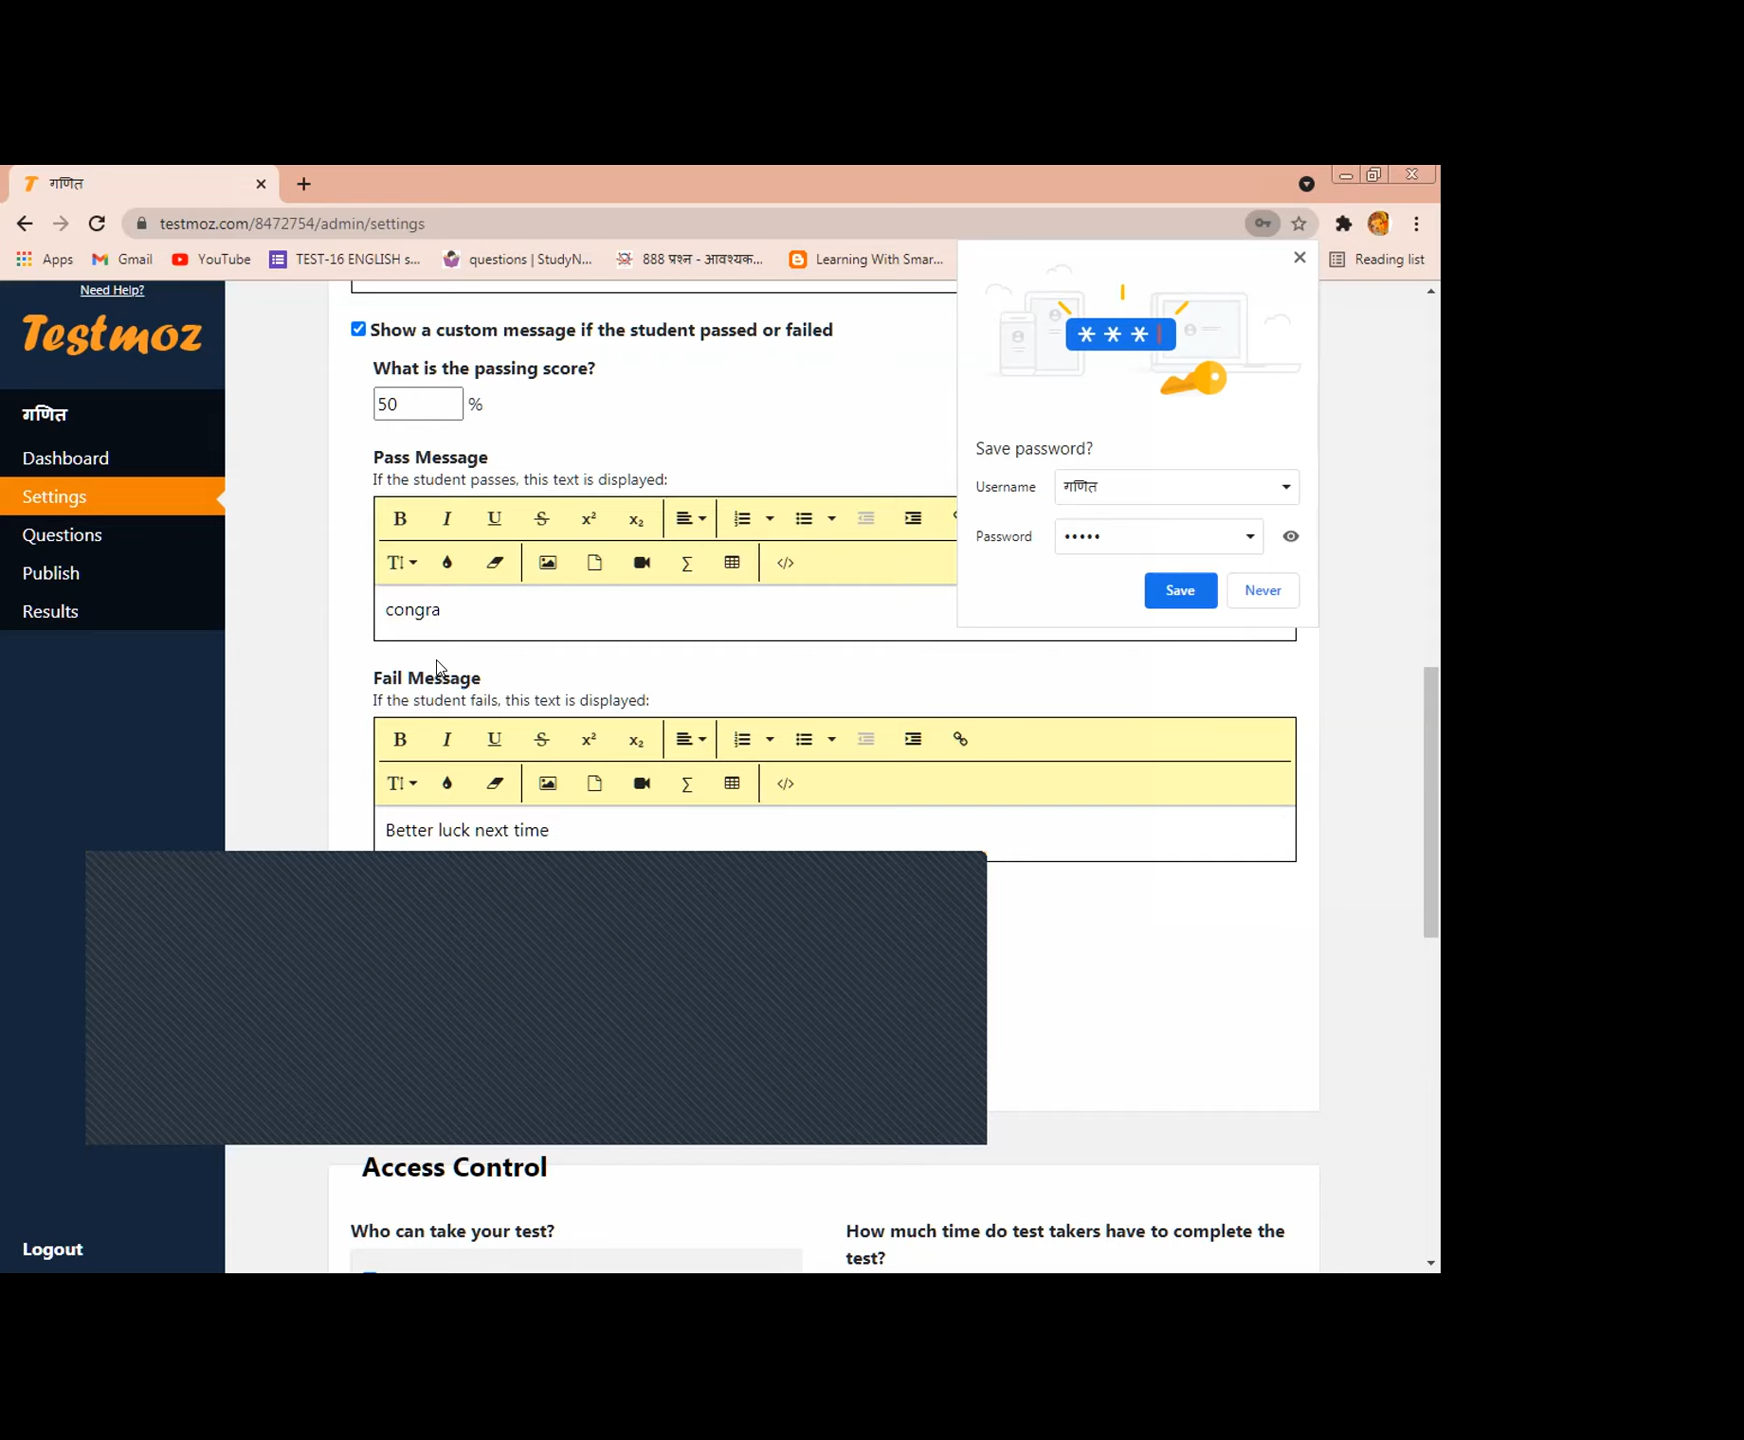 गणित
testmoz.com/8472754/admin/settings
Apps Gmail YouTube TEST-16 ENGLISH s... questions | StudyN... 888 प्रश्न - आवश्यक... Learning With Smar... Reading list
Need Help?
Testmoz
गणित
Dashboard
Settings
Questions
Publish
Results
Logout
Show a custom message if the student passed or failed
What is the passing score?
50 %
Pass Message
If the student passes, this text is displayed:
congra
Fail Message
If the student fails, this text is displayed:
Better luck next time
Access Control
Who can take your test?
How much time do test takers have to complete the
test?
Save password?
Username गणित
Password •••••
Save Never